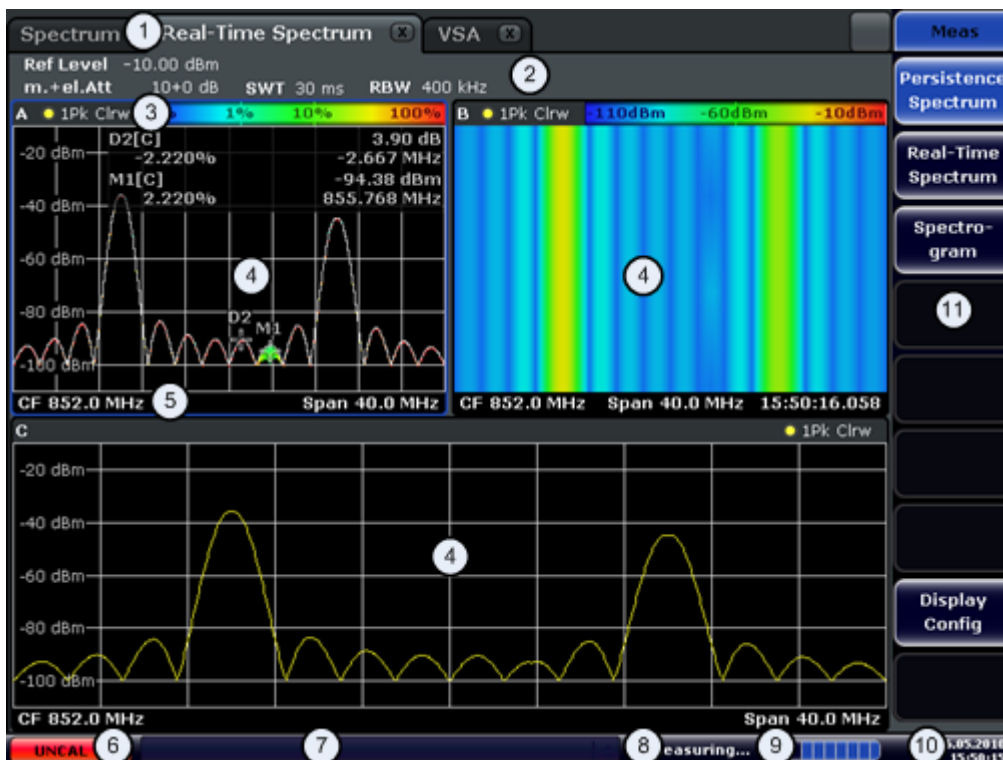 Spectrum 1 Real-Time Spectrum X VSA X
Ref Level -10.00 dBm
m.+el.Att 10+0 dB SWT 30 ms RBW 400 kHz 2
A 1Pk Clrw 3 1% 10% 100%
D2[C] 3.90 dB
-2.220% -2.667 MHz
M1[C] -94.38 dBm
2.220% 855.768 MHz
-20 dBm
-40 dBm
-60 dBm
-80 dBm
-100 dBm
4
D2
M1
CF 852.0 MHz 5 Span 40.0 MHz
B 1Pk Clrw -110dBm -60dBm -10dBm
4
CF 852.0 MHz Span 40.0 MHz 15:50:16.058
C 1Pk Clrw
-20 dBm
-40 dBm
-60 dBm
-80 dBm
-100 dBm
4
CF 852.0 MHz Span 40.0 MHz
UNCAL 6 7 8 easuring... 9 10 .05.2010
15:50:15
Meas
Persistence
Spectrum
Real-Time
Spectrum
Spectro-
gram
11
Display
Config